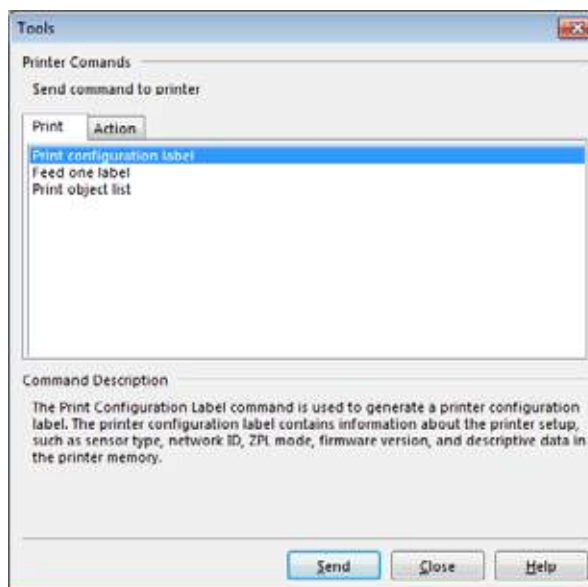 Tools
Printer Comands
Send command to printer
Print
Action
Print configuration label
Feed one label
Print object list
Command Description
The Print Configuration Label command is used to generate a printer configuration
label. The printer configuration label contains information about the printer setup,
such as sensor type, network ID, ZPL mode, firmware version, and descriptive data in
the printer memory.
Send
Close
Help